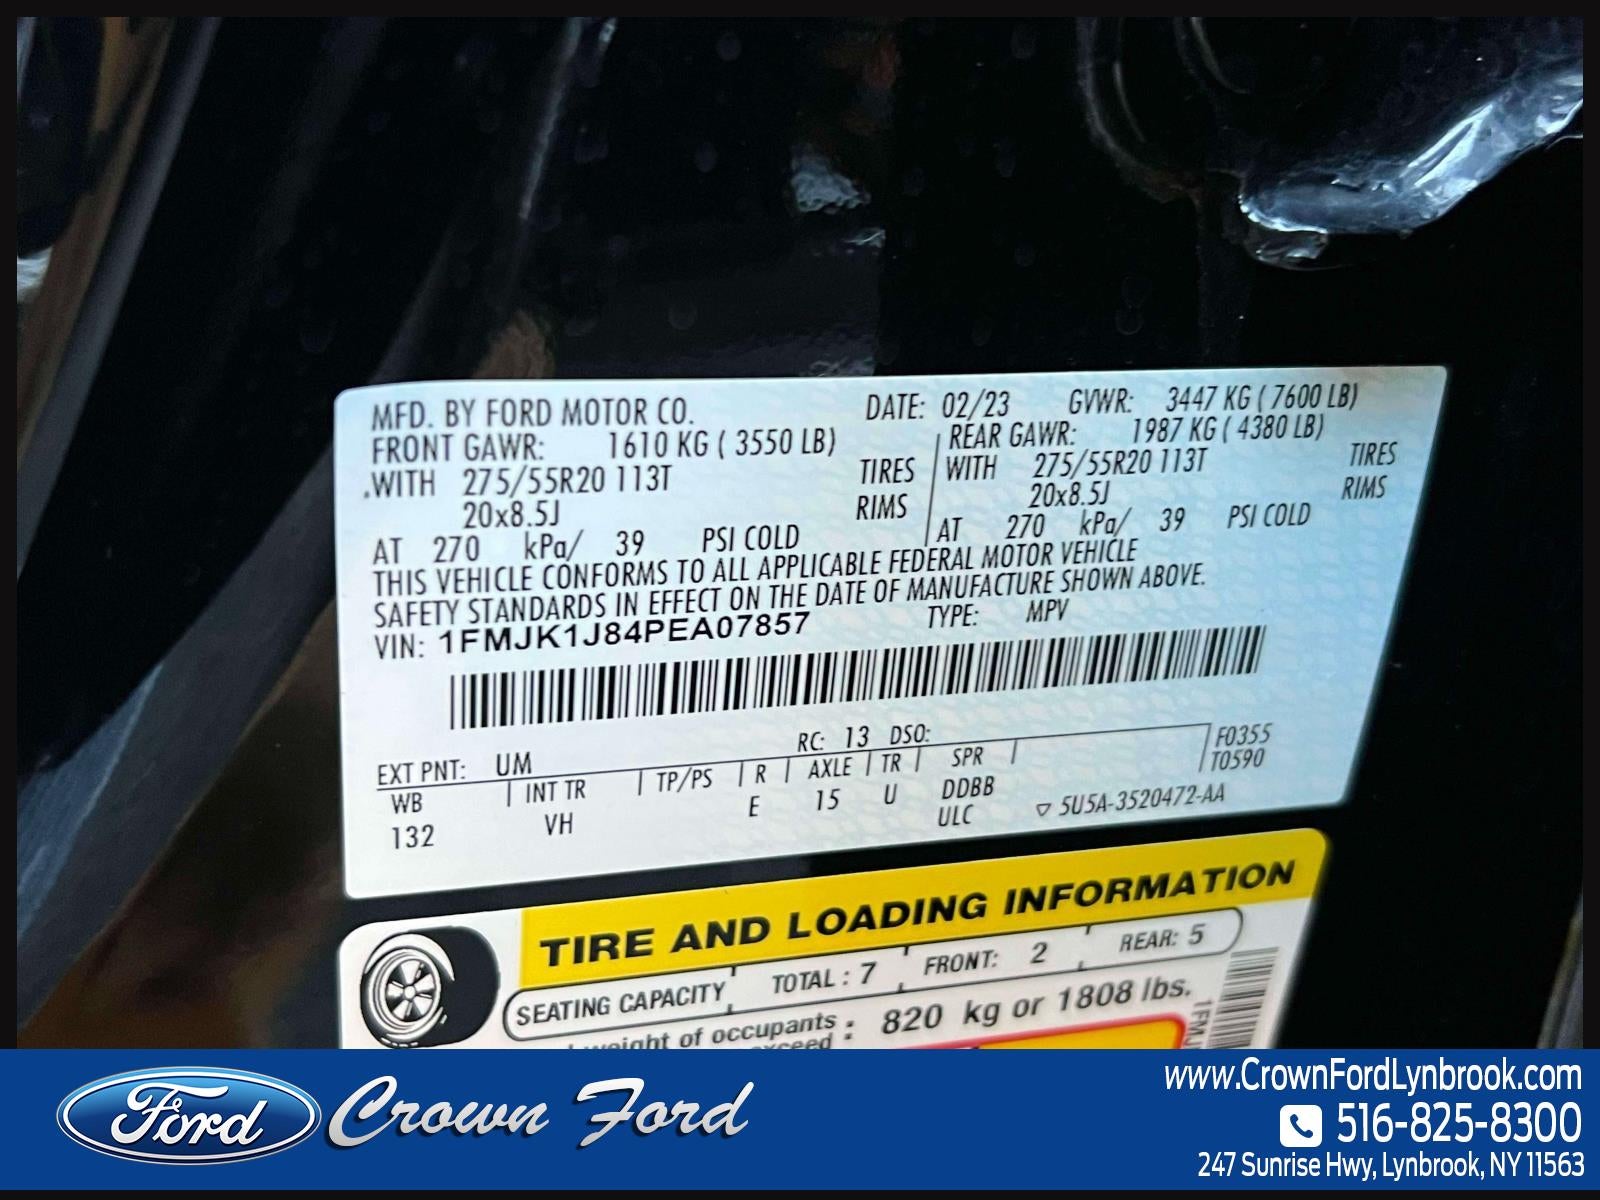 MFD. BY FORD MOTOR CO. DATE: 02/23 GVWR: 3447 KG ( 7600 LB)
FRONT GAWR: 1610 KG ( 3550 LB) REAR GAWR: 1987 KG ( 4380 LB)
WITH 275/55R20 113T TIRES WITH 275/55R20 113T TIRES
20x8.5J RIMS 20x8.5J RIMS
AT 270 kPa/ 39 PSI COLD AT 270 kPa/ 39 PSI COLD
THIS VEHICLE CONFORMS TO ALL APPLICABLE FEDERAL MOTOR VEHICLE
SAFETY STANDARDS IN EFFECT ON THE DATE OF MANUFACTURE SHOWN ABOVE.
VIN: 1FMJK1J84PEA07857 TYPE: MPV
EXT PNT: UM RC: 13 DSO: F0355
WB INT TR TP/PS R AXLE TR SPR T0590
132 VH E 15 U DDBB
ULC ▽ 5U5A-3520472-AA
TIRE AND LOADING INFORMATION
SEATING CAPACITY TOTAL : 7 FRONT: 2 REAR: 5
weight of occupants : 820 kg or 1808 lbs.
exceed
1FMJ
Ford Crown Ford
www.CrownFordLynbrook.com
516-825-8300
247 Sunrise Hwy, Lynbrook, NY 11563